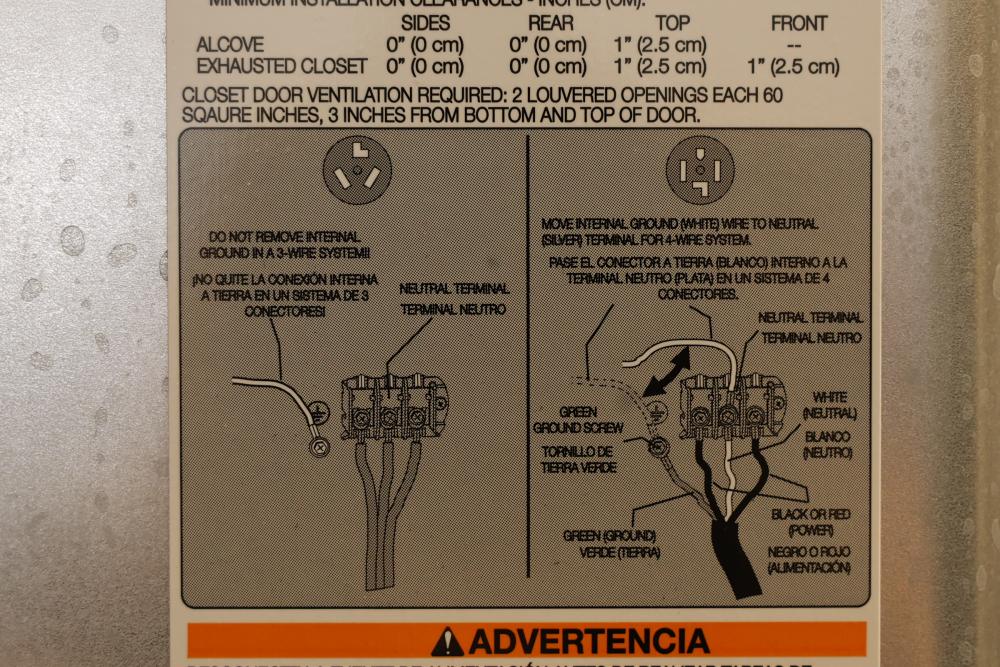 MINIMUM INSTALLATION CLEARANCES - INCHES (CM).
SIDES REAR TOP FRONT
ALCOVE 0" (0 cm) 0" (0 cm) 1" (2.5 cm) --
EXHAUSTED CLOSET 0" (0 cm) 0" (0 cm) 1" (2.5 cm) 1" (2.5 cm)
CLOSET DOOR VENTILATION REQUIRED: 2 LOUVERED OPENINGS EACH 60
SQAURE INCHES, 3 INCHES FROM BOTTOM AND TOP OF DOOR.
DO NOT REMOVE INTERNAL
GROUND IN A 3-WIRE SYSTEM!!
¡NO QUITE LA CONEXIÓN INTERNA
A TIERRA EN UN SISTEMA DE 3
CONECTORES!
NEUTRAL TERMINAL
TERMINAL NEUTRO
MOVE INTERNAL GROUND (WHITE) WIRE TO NEUTRAL
(SILVER) TERMINAL FOR 4-WIRE SYSTEM.
PASE EL CONECTOR A TIERRA (BLANCO) INTERNO A LA
TERMINAL NEUTRO (PLATA) EN UN SISTEMA DE 4
CONECTORES.
NEUTRAL TERMINAL
TERMINAL NEUTRO
WHITE
(NEUTRAL)
BLANCO
(NEUTRO)
GREEN
GROUND SCREW
TORNILLO DE
TIERRA VERDE
BLACK OR RED
(POWER)
NEGRO O ROJO
(ALIMENTACIÓN)
GREEN (GROUND)
VERDE (TIERRA)
ADVERTENCIA